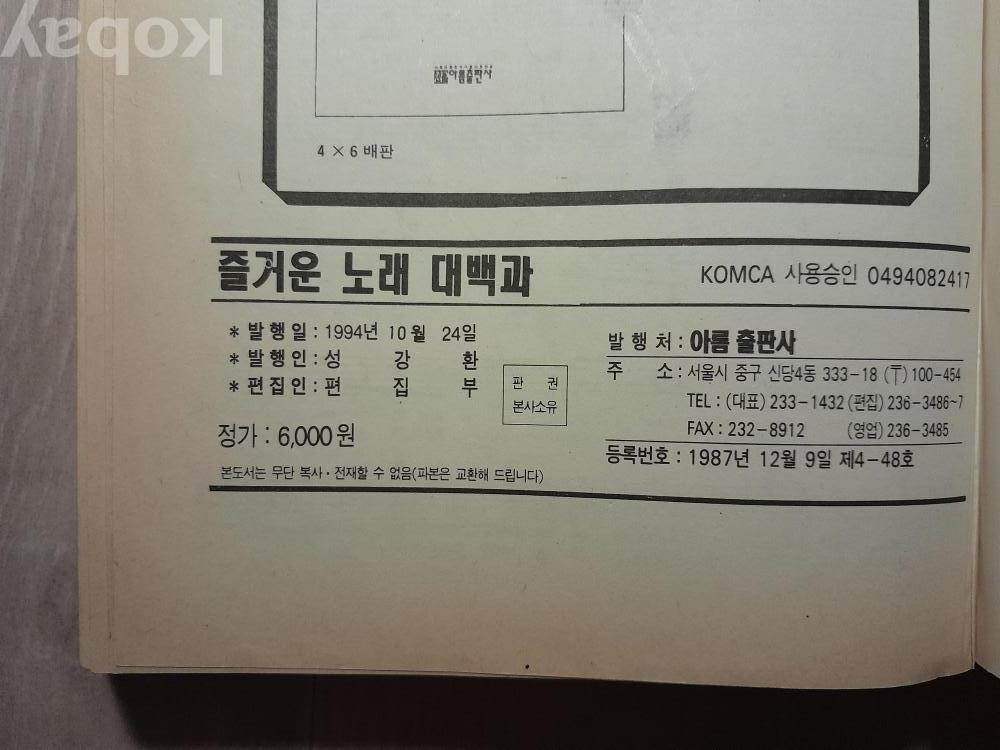 kobay
아름출판사
4 × 6 배판
즐거운 노래 대백과
KOMCA 사용승인 0494082417
* 발행일 : 1994년 10월 24일
* 발행인 : 성 강 환
* 편집인 : 편 집 부
판 권
본사소유
정가 : 6,000원
본도서는 무단 복사·전재할 수 없음(파본은 교환해 드립니다)
발 행 처 : 아름 출판사
주 소 : 서울시 중구 신당4동 333-18 (〒) 100-454
TEL : (대표) 233-1432 (편집) 236-3486~7
FAX : 232-8912 (영업) 236-3485
등록번호 : 1987년 12월 9일 제4-48호